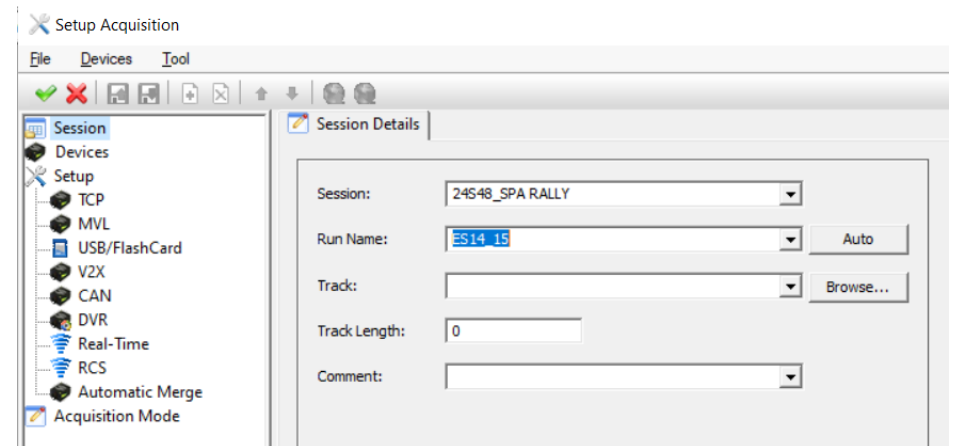 Setup Acquisition
File Devices Tool
Session
Devices
Setup
TCP
MVL
USB/FlashCard
V2X
CAN
DVR
Real-Time
RCS
Automatic Merge
Acquisition Mode
Session Details
Session: 24S48_SPA RALLY
Run Name: ES14_15 Auto
Track: Browse...
Track Length: 0
Comment: